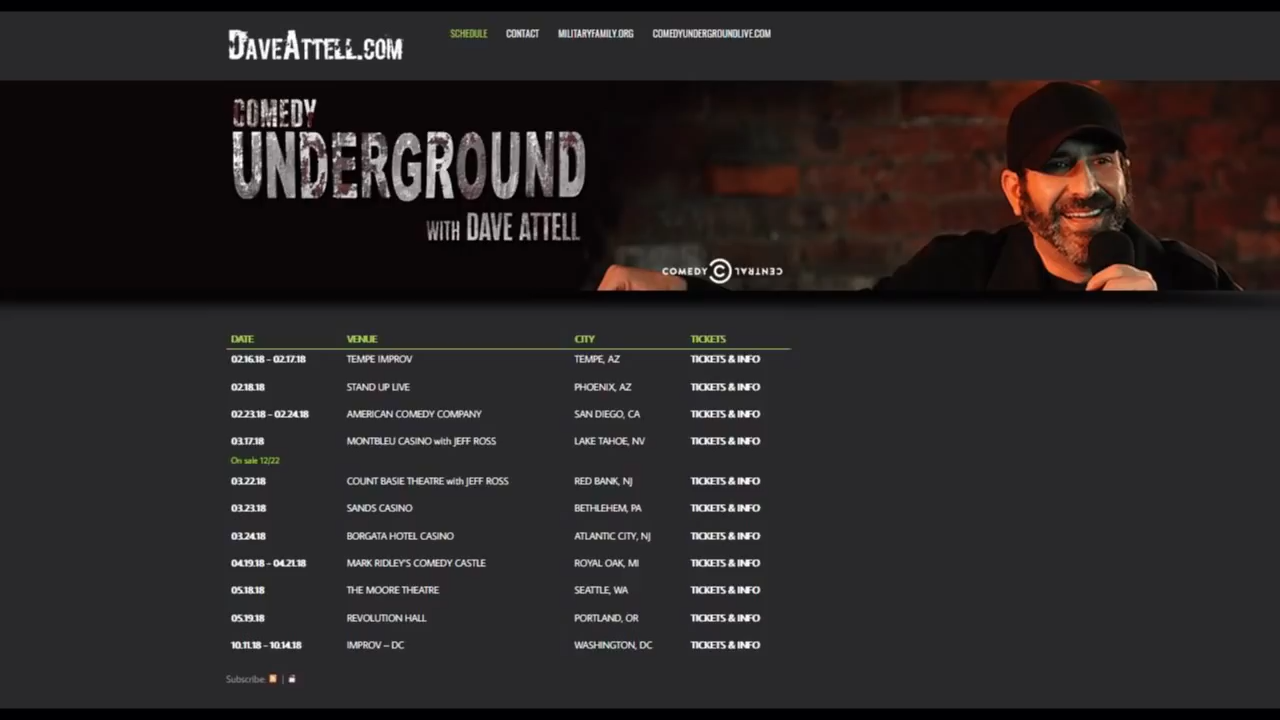 DAVEATTELL.COM SCHEDULE CONTACT MILITARYFAMILY.ORG COMEDYUNDERGROUNDLIVE.COM
COMEDY
UNDERGROUND
WITH DAVE ATTELL
COMEDY CENTRAL
DATE VENUE CITY TICKETS
02.16.18 – 02.17.18 TEMPE IMPROV TEMPE, AZ TICKETS & INFO
02.18.18 STAND UP LIVE PHOENIX, AZ TICKETS & INFO
02.23.18 – 02.24.18 AMERICAN COMEDY COMPANY SAN DIEGO, CA TICKETS & INFO
03.17.18 MONTBLEU CASINO with JEFF ROSS LAKE TAHOE, NV TICKETS & INFO
On sale 12/22
03.22.18 COUNT BASIE THEATRE with JEFF ROSS RED BANK, NJ TICKETS & INFO
03.23.18 SANDS CASINO BETHLEHEM, PA TICKETS & INFO
03.24.18 BORGATA HOTEL CASINO ATLANTIC CITY, NJ TICKETS & INFO
04.19.18 – 04.21.18 MARK RIDLEY'S COMEDY CASTLE ROYAL OAK, MI TICKETS & INFO
05.18.18 THE MOORE THEATRE SEATTLE, WA TICKETS & INFO
05.19.18 REVOLUTION HALL PORTLAND, OR TICKETS & INFO
10.11.18 – 10.14.18 IMPROV – DC WASHINGTON, DC TICKETS & INFO
Subscribe: |